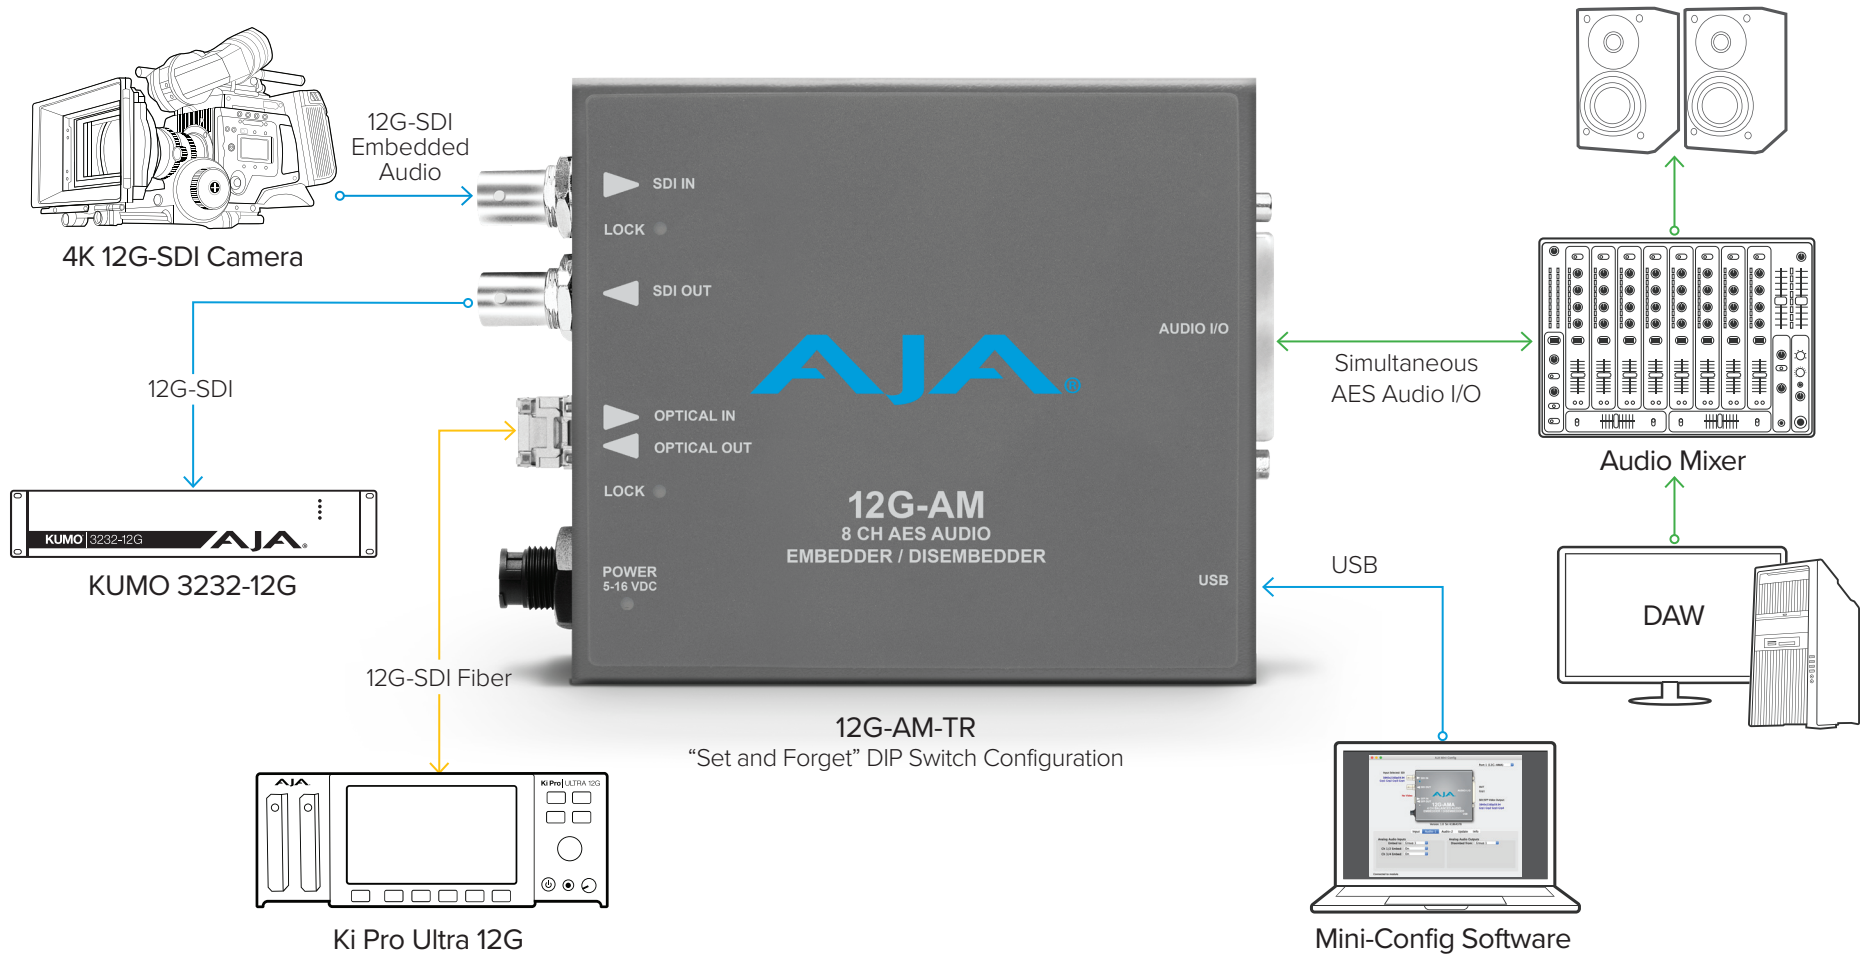 12G-SDI
Embedded
Audio
4K 12G-SDI Camera
12G-SDI
KUMO 3232-12G AJA
KUMO 3232-12G
12G-SDI Fiber
AJA
Ki Pro ULTRA 12G
Ki Pro Ultra 12G
SDI IN
LOCK
SDI OUT
AJA®
AUDIO I/O
OPTICAL IN
OPTICAL OUT
LOCK
12G-AM
8 CH AES AUDIO
EMBEDDER / DISEMBEDDER
POWER
5-16 VDC
USB
12G-AM-TR
“Set and Forget” DIP Switch Configuration
Simultaneous
AES Audio I/O
Audio Mixer
DAW
USB
AJA
Mini-Config Software